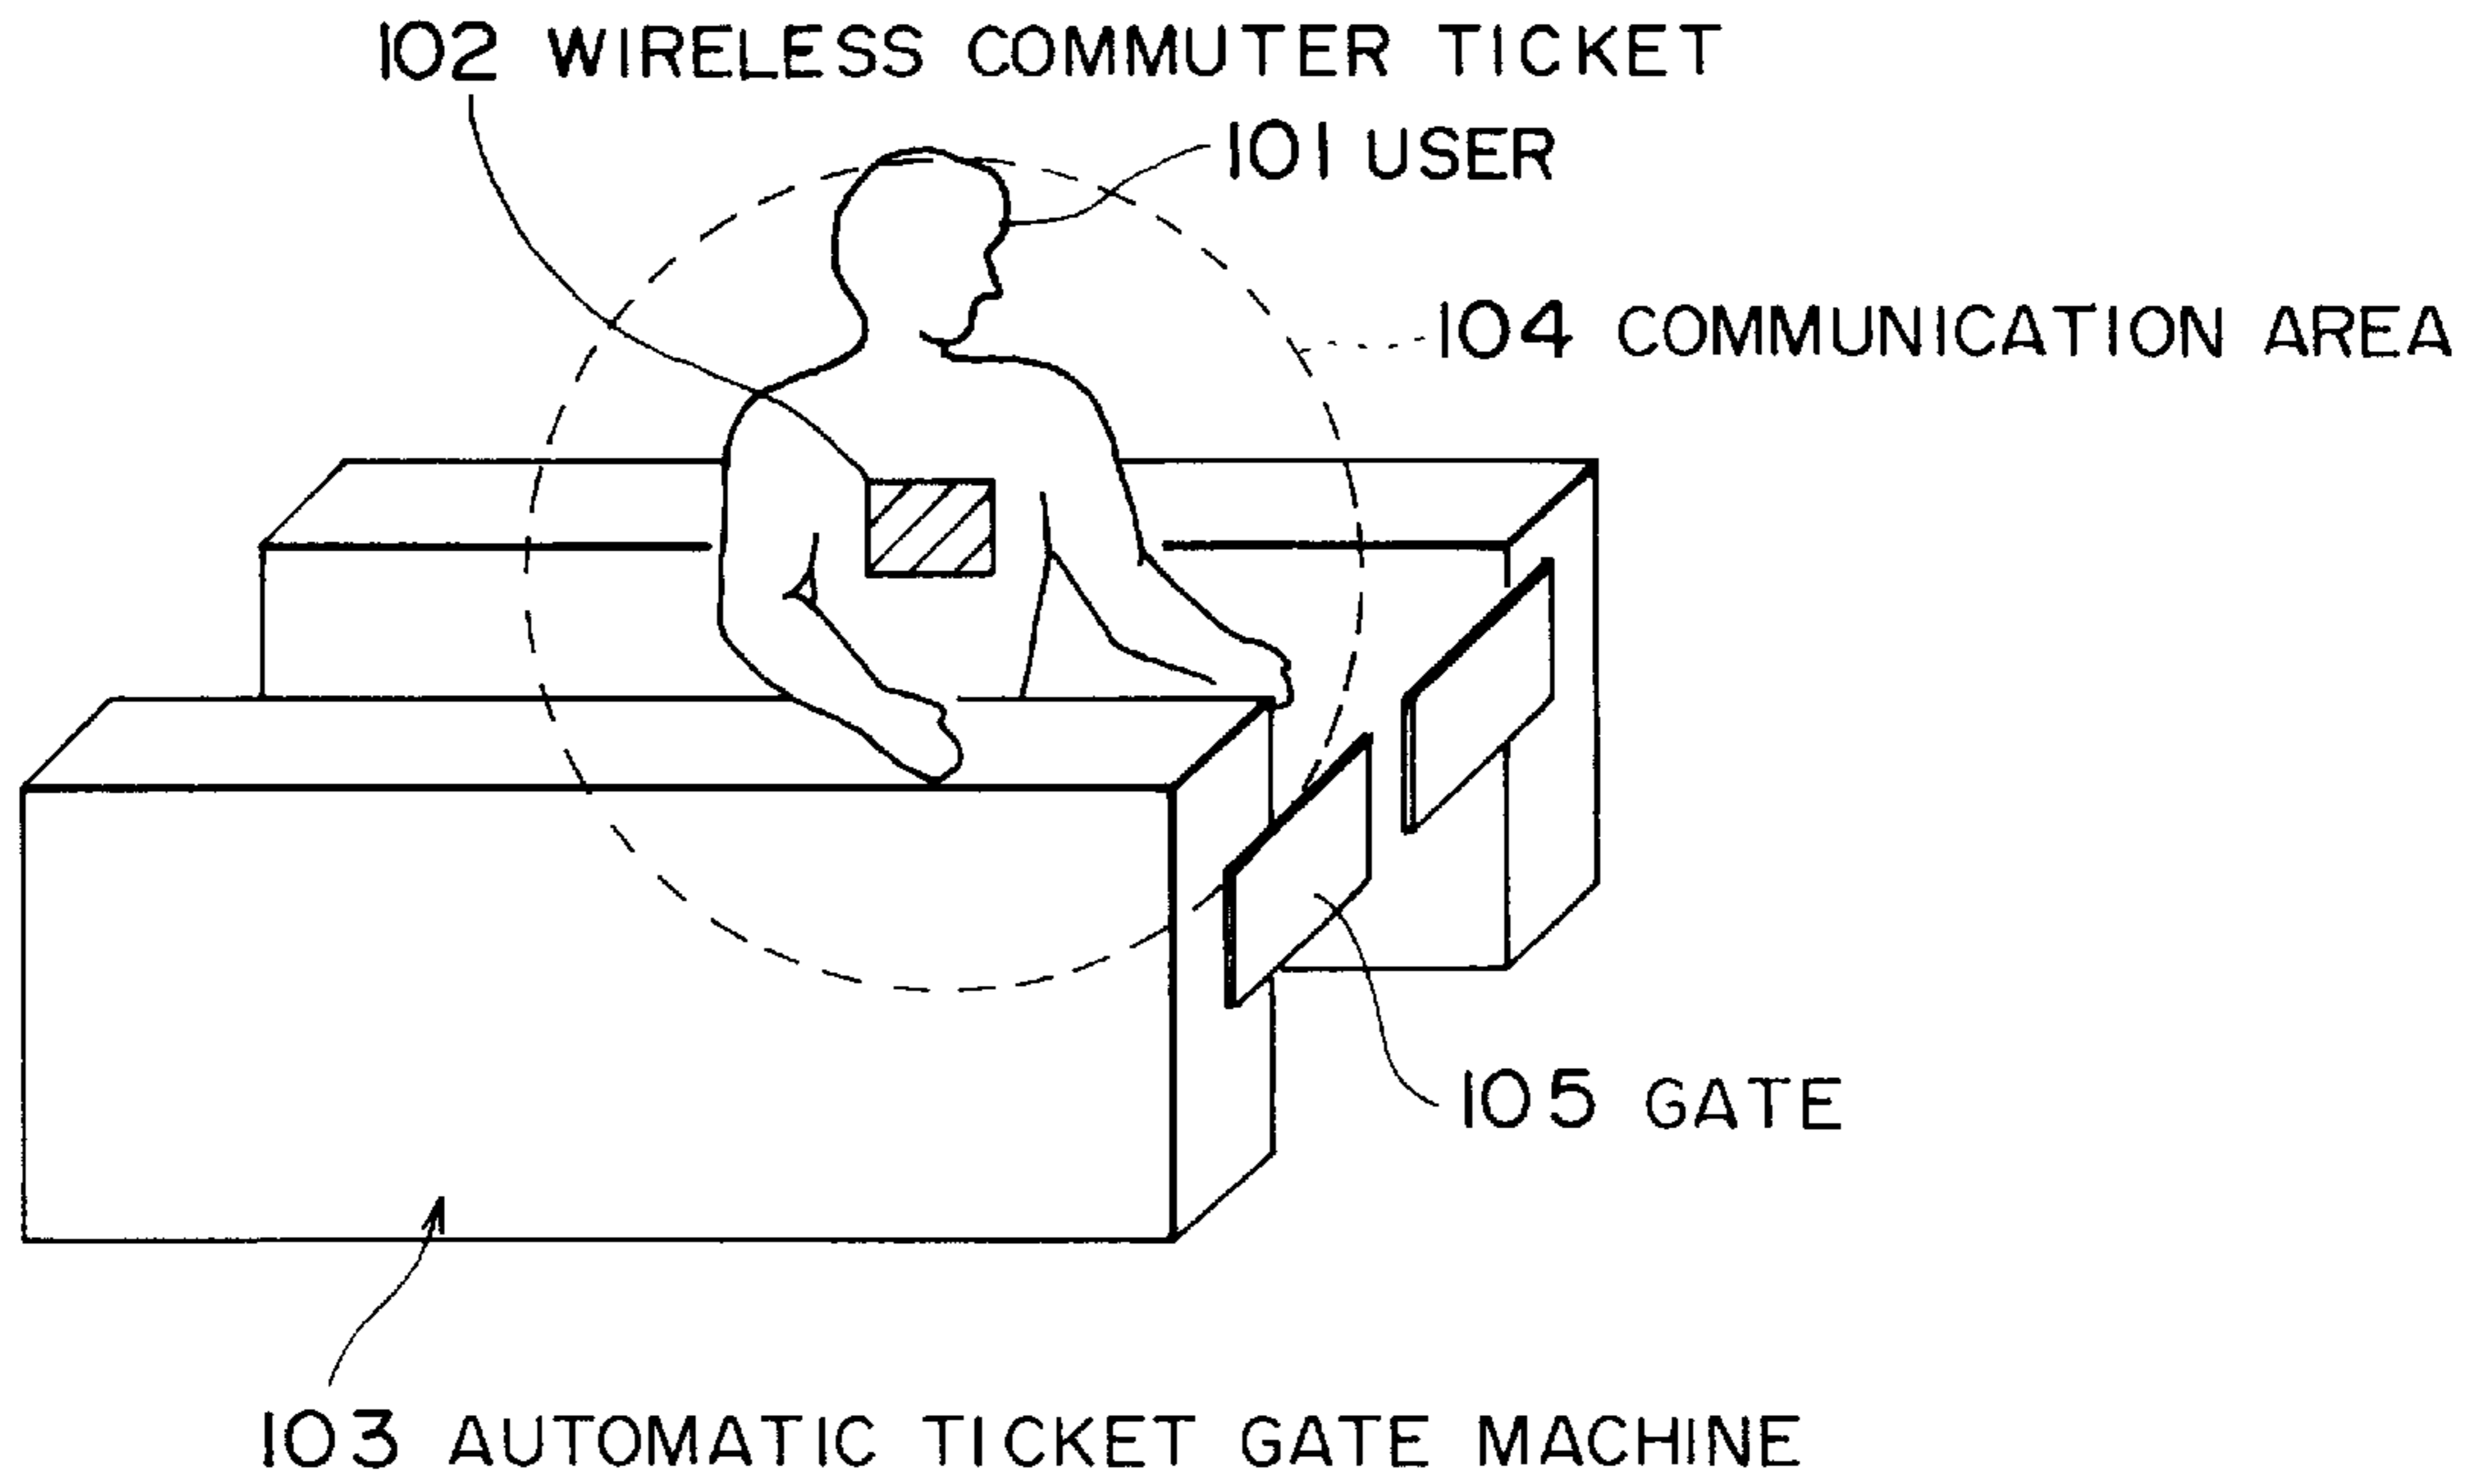 102 WIRELESS COMMUTER TICKET
101 USER
104 COMMUNICATION AREA
105 GATE
103 AUTOMATIC TICKET GATE MACHINE